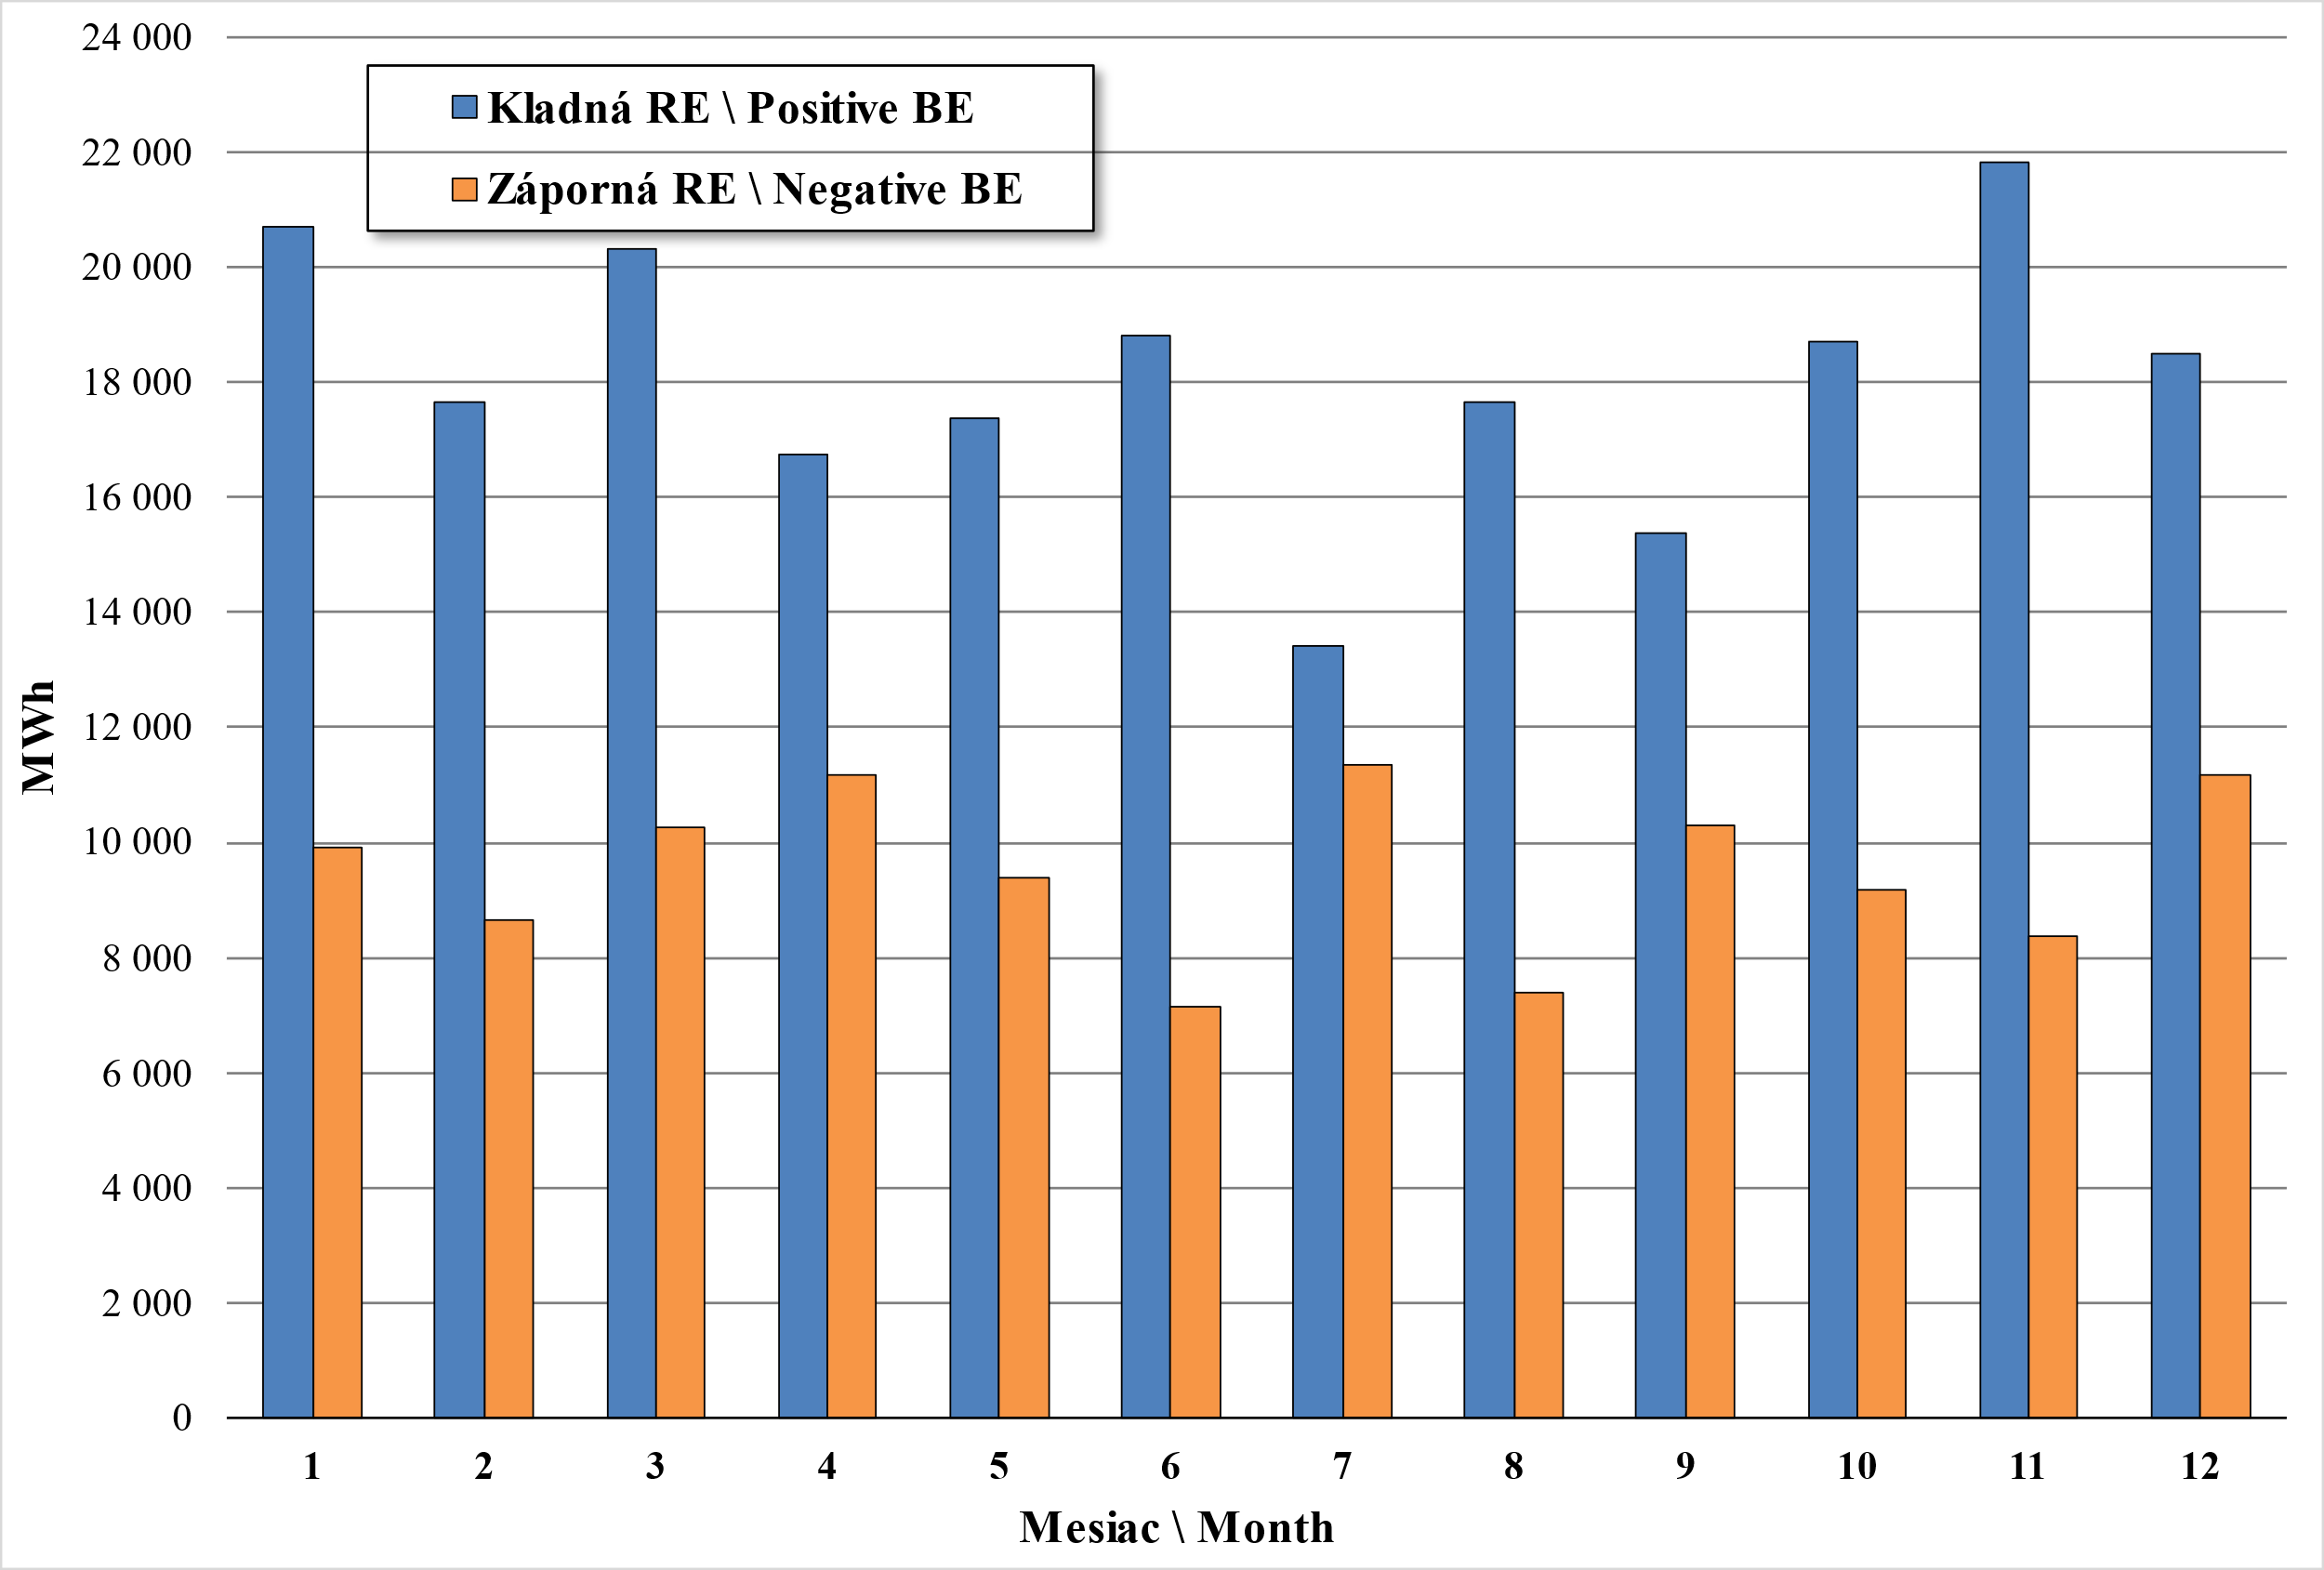 24 000
22 000
20 000
18 000
16 000
14 000
12 000
10 000
8 000
6 000
4 000
2 000
0
MWh
Kladná RE \ Positive BE
Záporná RE \ Negative BE
1 2 3 4 5 6 7 8 9 10 11 12
Mesiac \ Month